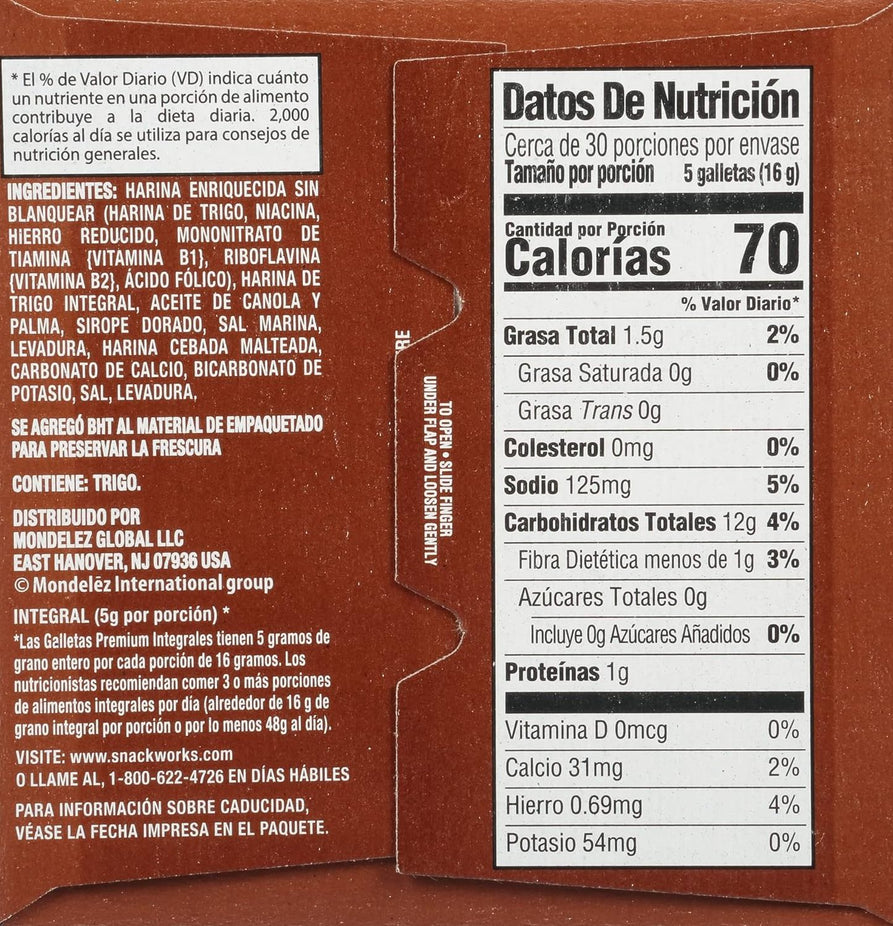 * El % de Valor Diario (VD) indica cuánto
un nutriente en una porción de alimento
contribuye a la dieta diaria. 2,000
calorías al día se utiliza para consejos de
nutrición generales.
INGREDIENTES: HARINA ENRIQUECIDA SIN
BLANQUEAR (HARINA DE TRIGO, NIACINA,
HIERRO REDUCIDO, MONONITRATO DE
TIAMINA {VITAMINA B1}, RIBOFLAVINA
{VITAMINA B2}, ÁCIDO FÓLICO), HARINA DE
TRIGO INTEGRAL, ACEITE DE CANOLA Y
PALMA, SIROPE DORADO, SAL MARINA,
LEVADURA, HARINA CEBADA MALTEADA,
CARBONATO DE CALCIO, BICARBONATO DE
POTASIO, SAL, LEVADURA,
SE AGREGÓ BHT AL MATERIAL DE EMPAQUETADO
PARA PRESERVAR LA FRESCURA
CONTIENE: TRIGO.
DISTRIBUIDO POR
MONDELEZ GLOBAL LLC
EAST HANOVER, NJ 07936 USA
© Mondelēz International group
INTEGRAL (5g por porción) *
*Las Galletas Premium Integrales tienen 5 gramos de
grano entero por cada porción de 16 gramos. Los
nutricionistas recomiendan comer 3 o más porciones
de alimentos integrales por día (alrededor de 16 g de
grano integral por porción o por lo menos 48g al día).
VISITE: www.snackworks.com
O LLAME AL, 1-800-622-4726 EN DÍAS HÁBILES
PARA INFORMACIÓN SOBRE CADUCIDAD,
VÉASE LA FECHA IMPRESA EN EL PAQUETE.
TO OPEN • SLIDE FINGER
UNDER FLAP AND LOOSEN GENTLY
Datos De Nutrición
Cerca de 30 porciones por envase
Tamaño por porción 5 galletas (16 g)
Cantidad por Porción
Calorías 70
% Valor Diario*
Grasa Total 1.5g 2%
Grasa Saturada 0g 0%
Grasa Trans 0g
Colesterol 0mg 0%
Sodio 125mg 5%
Carbohidratos Totales 12g 4%
Fibra Dietética menos de 1g 3%
Azúcares Totales 0g
Incluye 0g Azúcares Añadidos 0%
Proteínas 1g
Vitamina D 0mcg 0%
Calcio 31mg 2%
Hierro 0.69mg 4%
Potasio 54mg 0%